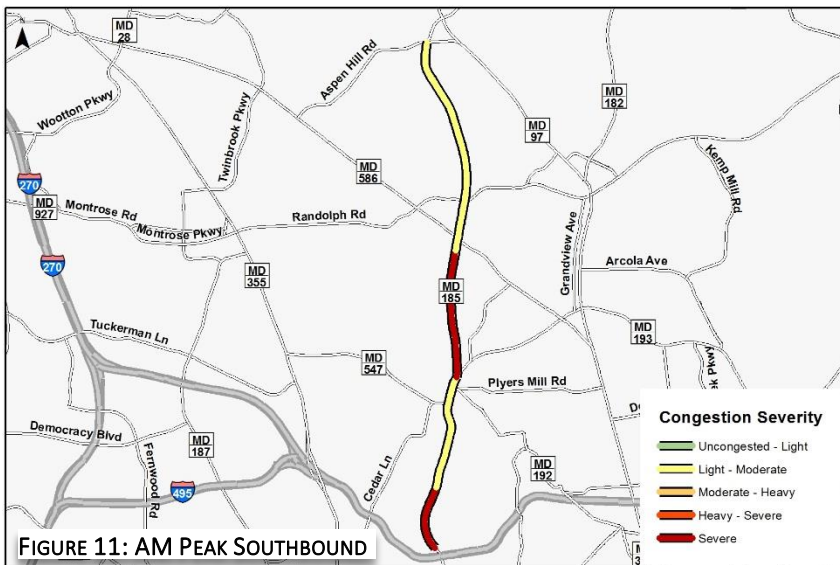 MD
28
Aspen Hill Rd
MD
182
Wootton Pkwy
Twinbrook Pkwy
MD
97
MD
586
Kemp Mill Rd
270
MD
927
Montrose Rd
Montrose Pkwy
Randolph Rd
Grandview Ave
270
MD
355
Arcola Ave
MD
185
Tuckerman Ln
MD
193
MD
547
Plyers Mill Rd
Pkwy
Democracy Blvd
MD
187
Fernwood Rd
Cedar Ln
MD
192
495
Congestion Severity
Uncongested - Light
Light - Moderate
Moderate - Heavy
Heavy - Severe
Severe
FIGURE 11: AM PEAK SOUTHBOUND